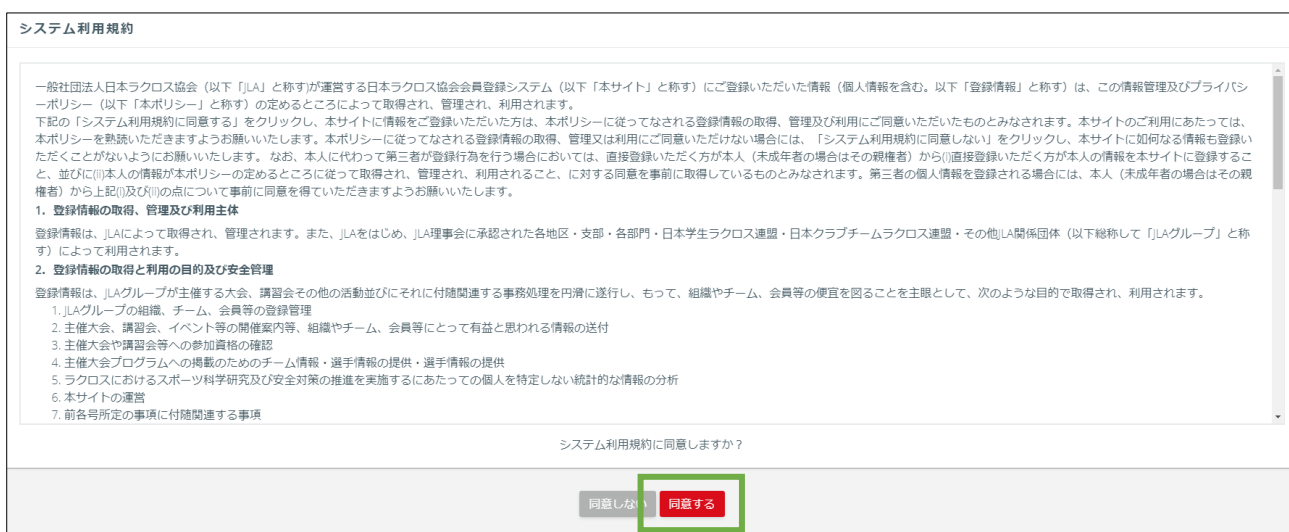 システム利用規約
一般社団法人日本ラクロス協会（以下「JLA」と称す)が運営する日本ラクロス協会会員登録システム（以下「本サイト」と称す）にご登録いただいた情報（個人情報を含む。以下「登録情報」と称す）は、この情報管理及びプライバシ
ーポリシー（以下「本ポリシー」と称す）の定めるところによって取得され、管理され、利用されます。
下記の「システム利用規約に同意する」をクリックし、本サイトに情報をご登録いただいた方は、本ポリシーに従ってなされる登録情報の取得、管理及び利用にご同意いただいたものとみなされます。本サイトのご利用にあたっては、
本ポリシーを熟読いただきますようお願いいたします。本ポリシーに従ってなされる登録情報の取得、管理又は利用にご同意いただけない場合には、「システム利用規約に同意しない」をクリックし、本サイトに如何なる情報も登録い
ただくことがないようにお願いいたします。 なお、本人に代わって第三者が登録行為を行う場合においては、直接登録いただく方が本人（未成年者の場合はその親権者）から(i)直接登録いただく方が本人の情報を本サイトに登録するこ
と、並びに(ii)本人の情報が本ポリシーの定めるところに従って取得され、管理され、利用されること、に対する同意を事前に取得しているものとみなされます。第三者の個人情報を登録される場合には、本人（未成年者の場合はその親
権者）から上記(i)及び(ii)の点について事前に同意を得ていただきますようお願いいたします。
1．登録情報の取得、管理及び利用主体
登録情報は、JLAによって取得され、管理されます。また、JLAをはじめ、JLA理事会に承認された各地区・支部・各部門・日本学生ラクロス連盟・日本クラブチームラクロス連盟・その他JLA関係団体（以下総称して「JLAグループ」と称
す）によって利用されます。
2．登録情報の取得と利用の目的及び安全管理
登録情報は、JLAグループが主催する大会、講習会その他の活動並びにそれに付随関連する事務処理を円滑に遂行し、もって、組織やチーム、会員等の便宜を図ることを主眼として、次のような目的で取得され、利用されます。
1. JLAグループの組織、チーム、会員等の登録管理
2. 主催大会、講習会、イベント等の開催案内等、組織やチーム、会員等にとって有益と思われる情報の送付
3. 主催大会や講習会等への参加資格の確認
4. 主催大会プログラムへの掲載のためのチーム情報・選手情報の提供・選手情報の提供
5. ラクロスにおけるスポーツ科学研究及び安全対策の推進を実施するにあたっての個人を特定しない統計的な情報の分析
6. 本サイトの運営
7. 前各号所定の事項に付随関連する事項
システム利用規約に同意しますか？
同意しない 同意する